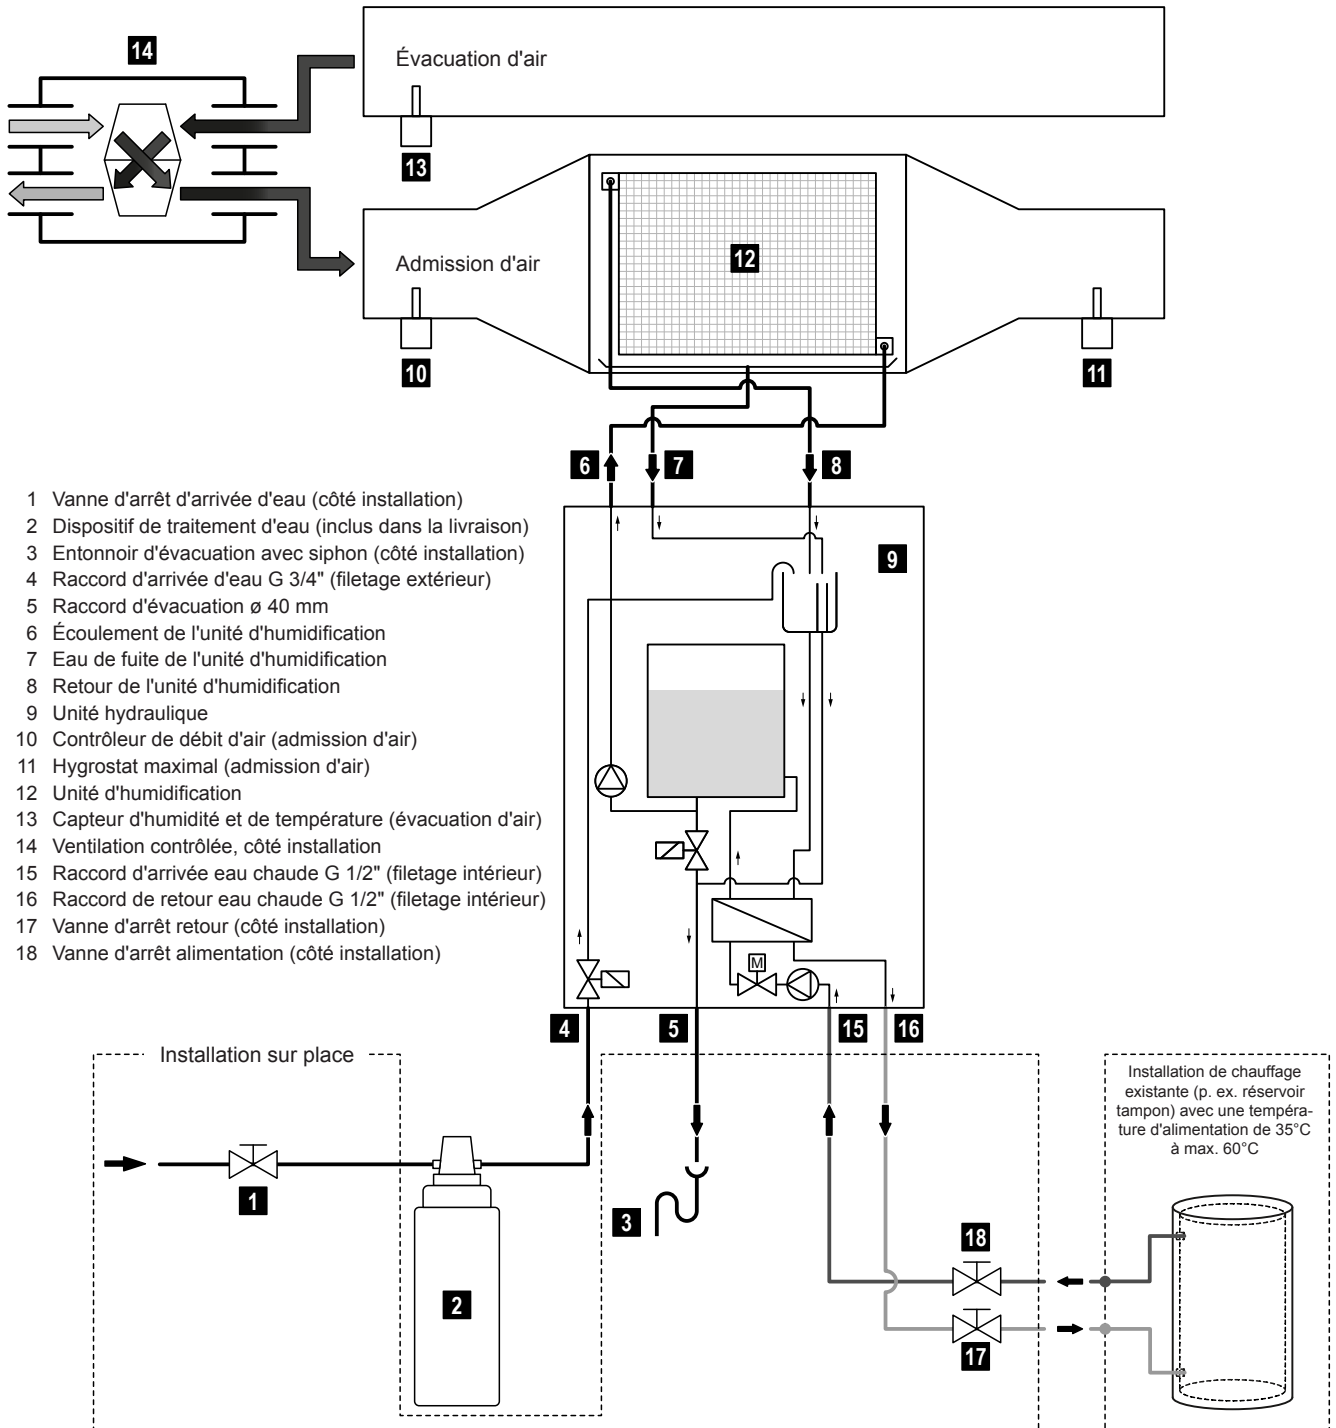 14
Évacuation d'air
13
12
Admission d'air
10
11
6
7
8
9
1 Vanne d'arrêt d'arrivée d'eau (côté installation)
2 Dispositif de traitement d'eau (inclus dans la livraison)
3 Entonnoir d'évacuation avec siphon (côté installation)
4 Raccord d'arrivée d'eau G 3/4" (filetage extérieur)
5 Raccord d'évacuation ø 40 mm
6 Écoulement de l'unité d'humidification
7 Eau de fuite de l'unité d'humidification
8 Retour de l'unité d'humidification
9 Unité hydraulique
10 Contrôleur de débit d'air (admission d'air)
11 Hygrostat maximal (admission d'air)
12 Unité d'humidification
13 Capteur d'humidité et de température (évacuation d'air)
14 Ventilation contrôlée, côté installation
15 Raccord d'arrivée eau chaude G 1/2" (filetage intérieur)
16 Raccord de retour eau chaude G 1/2" (filetage intérieur)
17 Vanne d'arrêt retour (côté installation)
18 Vanne d'arrêt alimentation (côté installation)
M
4
5
15
16
Installation sur place
Installation de chauffage
existante (p. ex. réservoir
tampon) avec une tempéra-
ture d'alimentation de 35°C
à max. 60°C
1
3
18
2
17